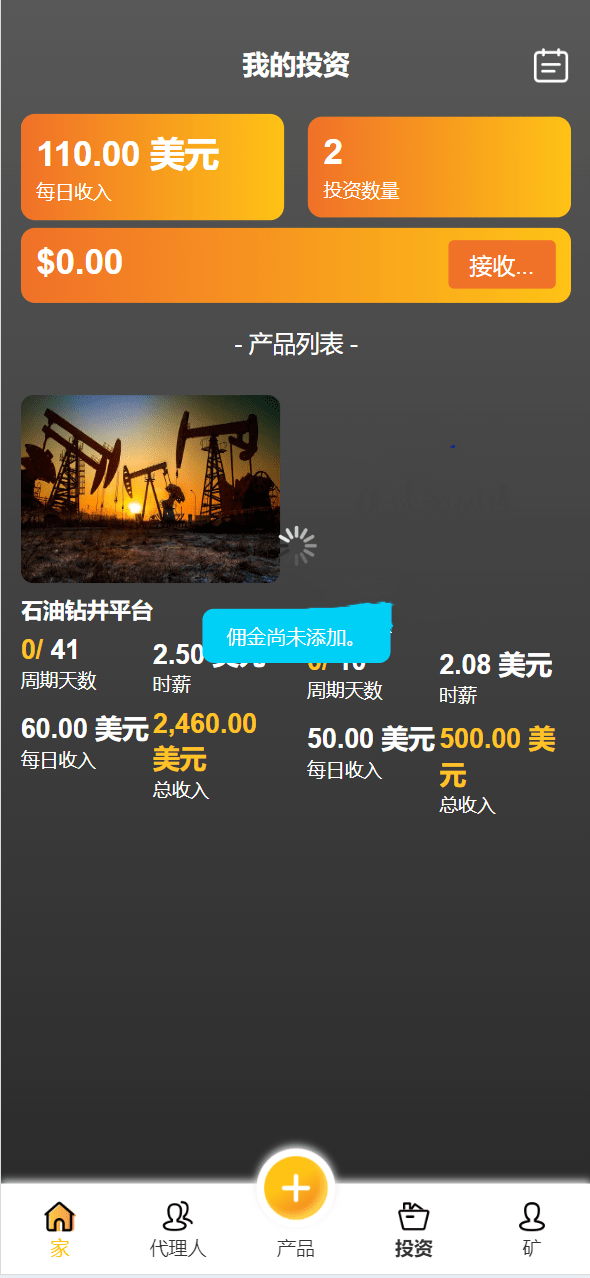 我的投资
110.00 美元
每日收入
2
投资数量
$0.00
接收...
- 产品列表 -
石油钻井平台
佣金尚未添加。
0/ 41
周期天数
2.50 美元
时薪
周期天数
2.08 美元
时薪
60.00 美元
每日收入
2,460.00
美元
总收入
50.00 美元
每日收入
500.00 美
元
总收入
家
代理人
产品
投资
矿